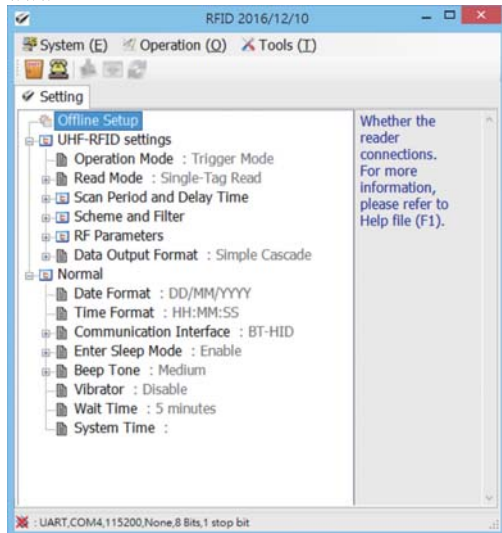 RFID 2016/12/10
System (E) Operation (O) Tools (T)
Setting
Offline Setup
UHF-RFID settings
Operation Mode : Trigger Mode
Read Mode : Single-Tag Read
Scan Period and Delay Time
Scheme and Filter
RF Parameters
Data Output Format : Simple Cascade
Normal
Date Format : DD/MM/YYYY
Time Format : HH:MM:SS
Communication Interface : BT-HID
Enter Sleep Mode : Enable
Beep Tone : Medium
Vibrator : Disable
Wait Time : 5 minutes
System Time :
Whether the
reader
connections.
For more
information,
please refer to
Help file (F1).
: UART,COM4,115200,None,8 Bits,1 stop bit